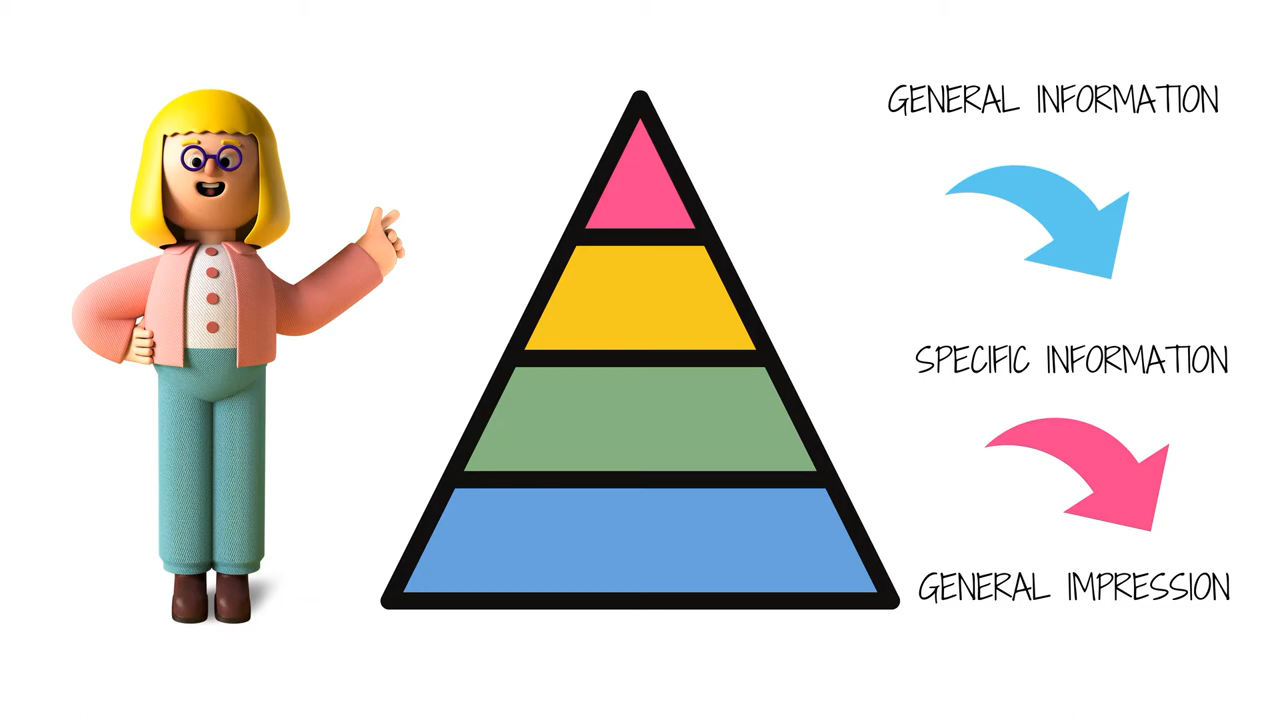 GENERAL INFORMATION
SPECIFIC INFORMATION
GENERAL IMPRESSION